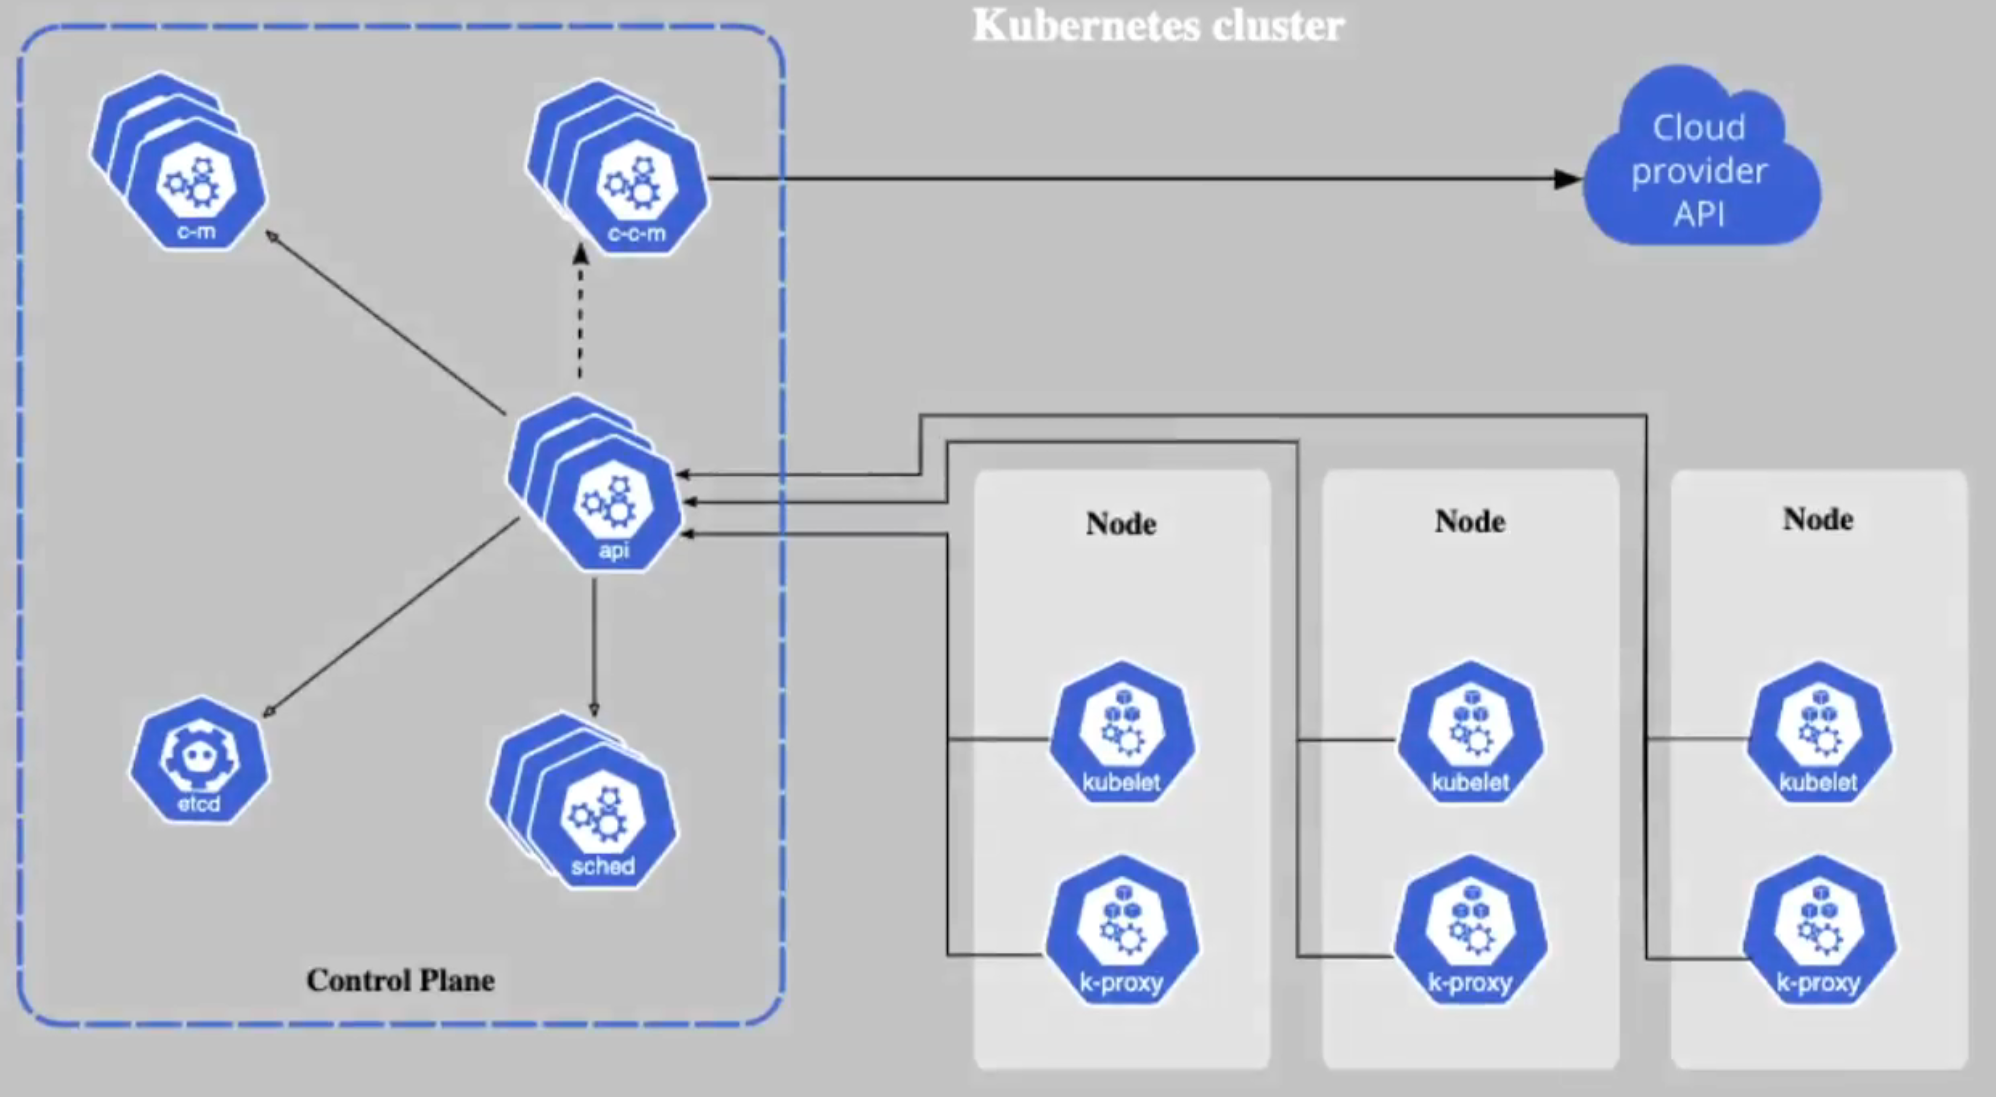 Kubernetes cluster
c-m
c-c-m
Cloud
provider
API
api
etcd
sched
Control Plane
Node
kubelet
k-proxy
Node
kubelet
k-proxy
Node
kubelet
k-proxy